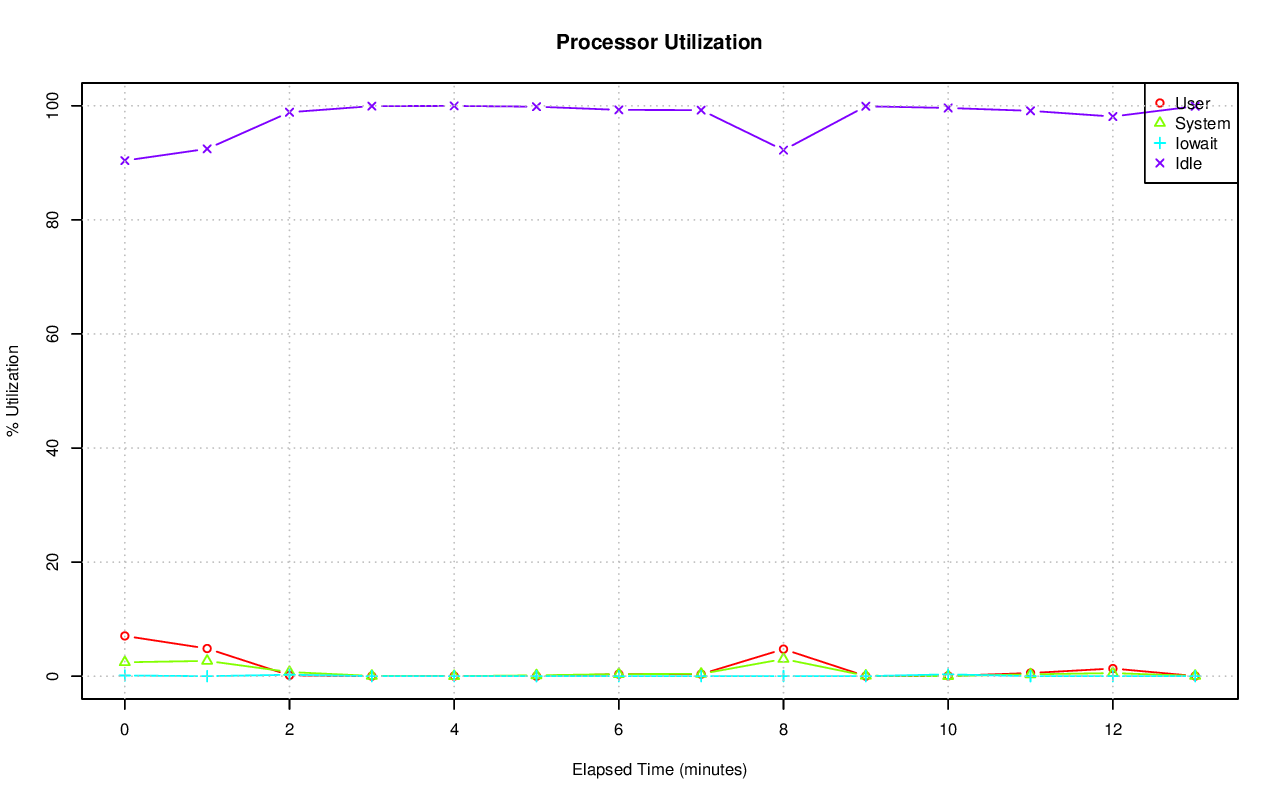 Processor Utilization
% Utilization
100
80
60
40
20
0
User
System
Iowait
Idle
0 2 4 6 8 10 12
Elapsed Time (minutes)